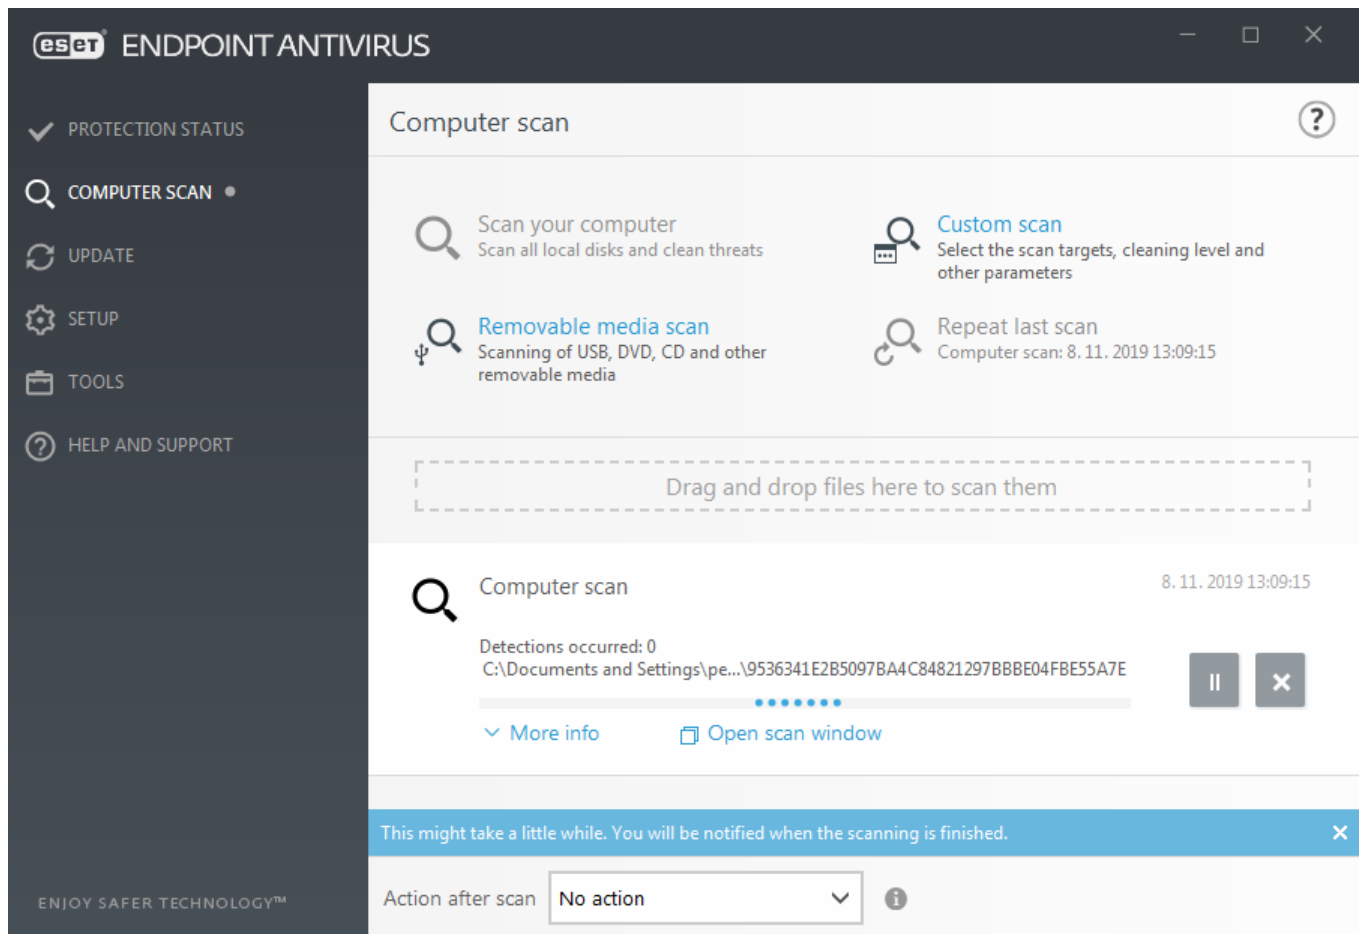 eset ENDPOINT ANTIVIRUS
PROTECTION STATUS
COMPUTER SCAN
UPDATE
SETUP
TOOLS
HELP AND SUPPORT
ENJOY SAFER TECHNOLOGY™
Computer scan
?
Scan your computer
Scan all local disks and clean threats
Custom scan
Select the scan targets, cleaning level and
other parameters
Removable media scan
Scanning of USB, DVD, CD and other
removable media
Repeat last scan
Computer scan: 8. 11. 2019 13:09:15
Drag and drop files here to scan them
Computer scan
8. 11. 2019 13:09:15
Detections occurred: 0
C:\Documents and Settings\pe...\9536341E2B5097BA4C84821297BBBE04FBE55A7E
More info
Open scan window
This might take a little while. You will be notified when the scanning is finished.
Action after scan
No action